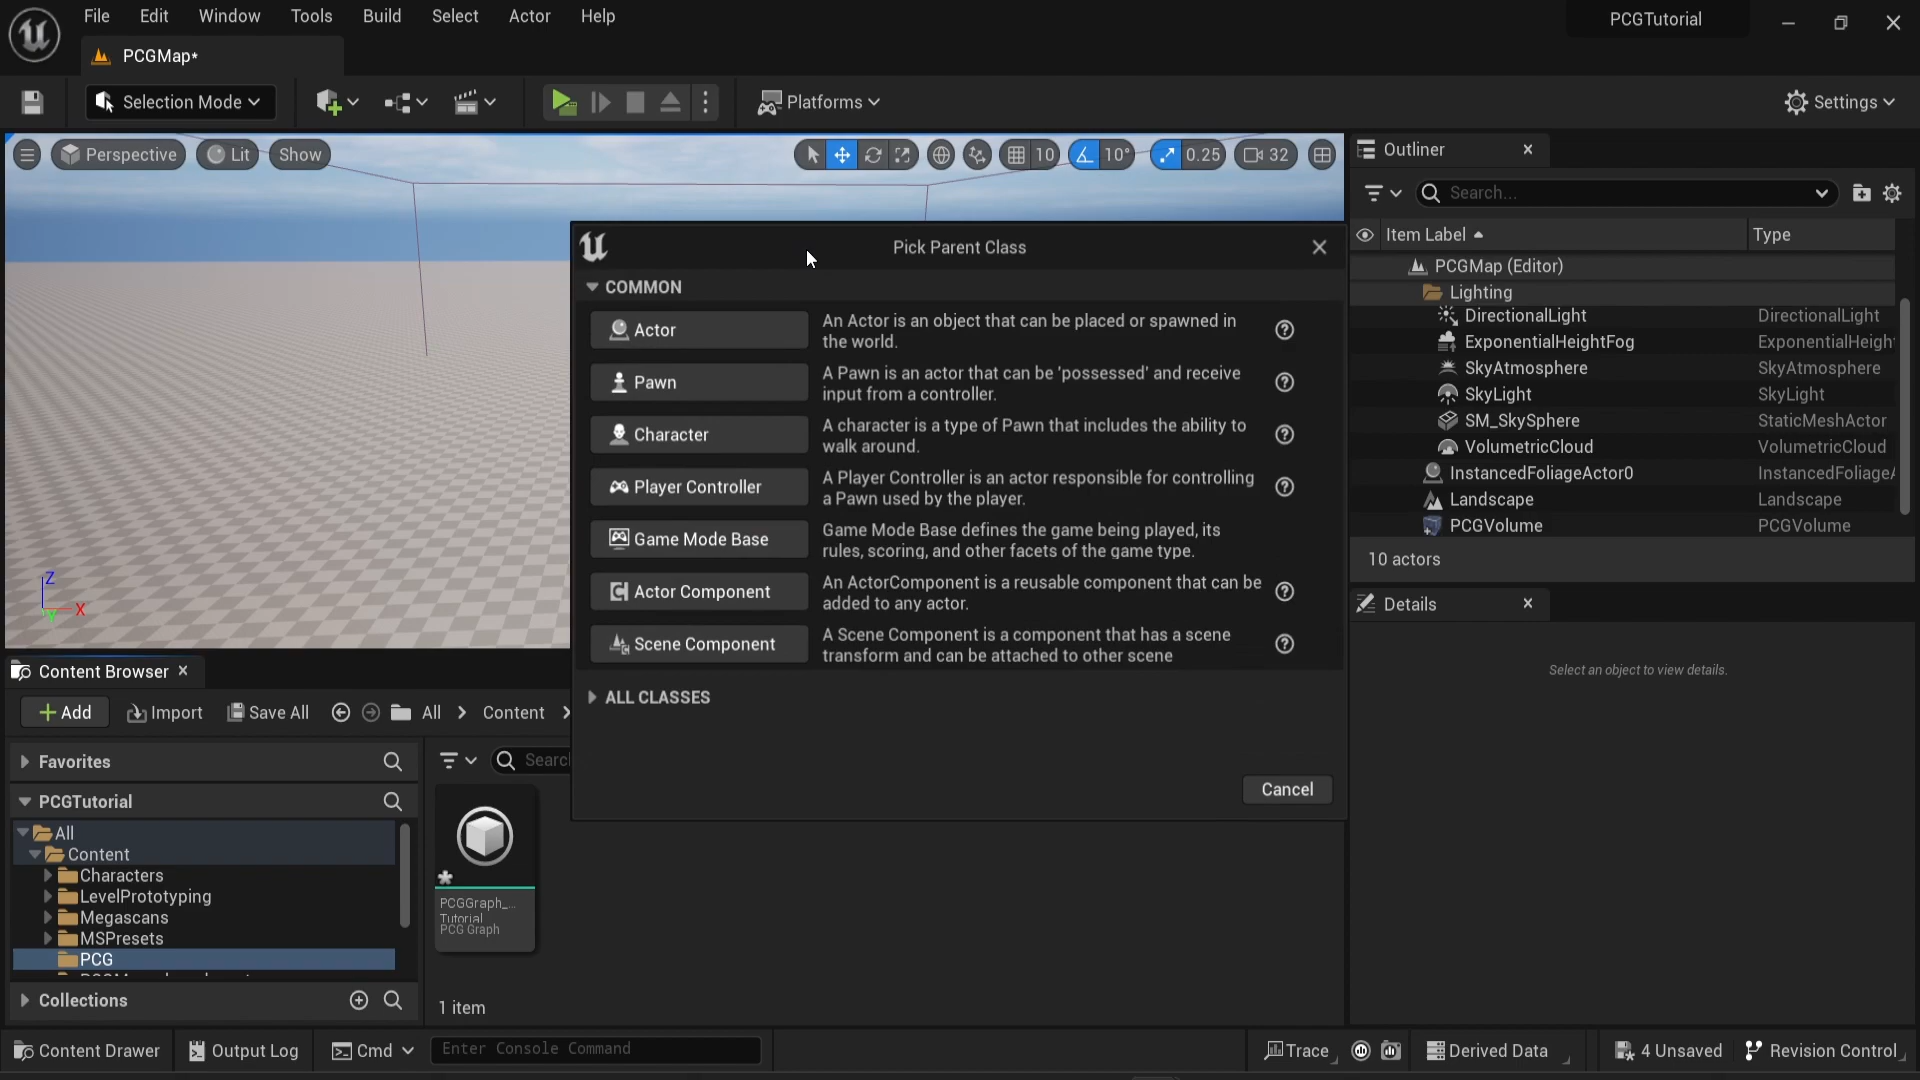 File Edit Window Tools Build Select Actor Help
PCGTutorial
PCGMap*
Selection Mode
Platforms
Settings
Perspective
Lit
Show
10
10°
0.25
32
Outliner
Search...
Item Label Type
PCGMap (Editor)
Lighting
DirectionalLight DirectionalLight
ExponentialHeightFog ExponentialHeigh
SkyAtmosphere SkyAtmosphere
SkyLight SkyLight
SM_SkySphere StaticMeshActor
VolumetricCloud VolumetricCloud
InstancedFoliageActor0 InstancedFoliageA
Landscape Landscape
PCGVolume PCGVolume
10 actors
Details
Select an object to view details.
Pick Parent Class
COMMON
Actor
An Actor is an object that can be placed or spawned in
the world.
Pawn
A Pawn is an actor that can be 'possessed' and receive
input from a controller.
Character
A character is a type of Pawn that includes the ability to
walk around.
Player Controller
A Player Controller is an actor responsible for controlling
a Pawn used by the player.
Game Mode Base
Game Mode Base defines the game being played, its
rules, scoring, and other facets of the game type.
Actor Component
An ActorComponent is a reusable component that can be
added to any actor.
Scene Component
A Scene Component is a component that has a scene
transform and can be attached to other scene
ALL CLASSES
Cancel
Z
X
Y
Content Browser
Add
Import
Save All
All
Content
Favorites
PCGTutorial
All
Content
Characters
LevelPrototyping
Megascans
MSPresets
PCG
Collections
Searc
PCGGraph_...
Tutorial
PCG Graph
1 item
Content Drawer
Output Log
Cmd
Enter Console Command
Trace
Derived Data
4 Unsaved
Revision Control